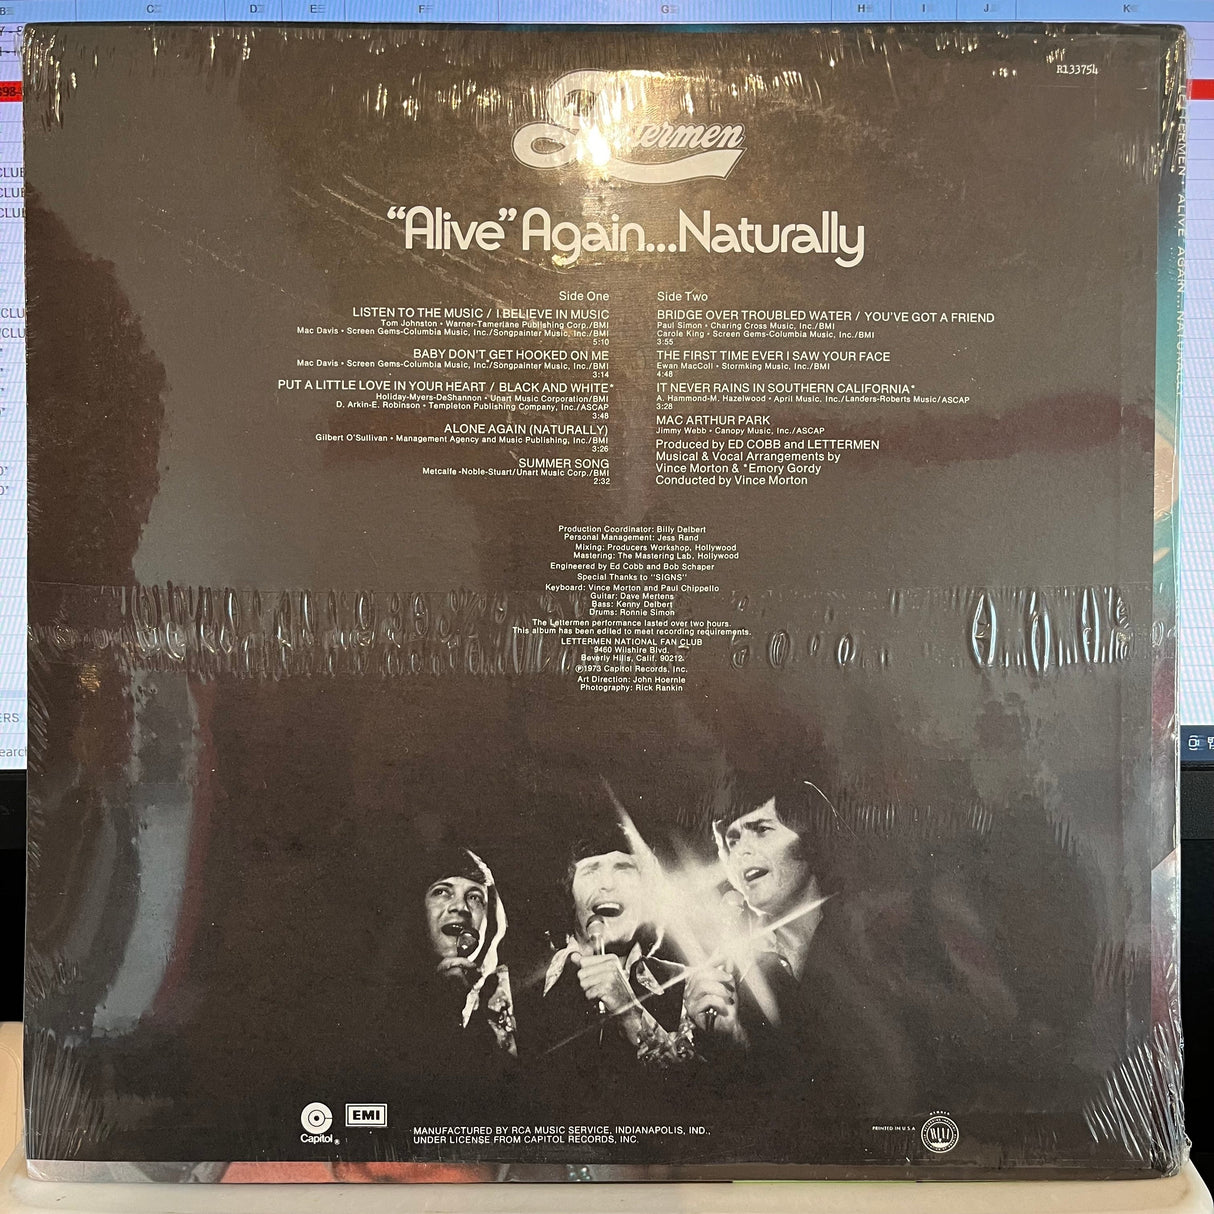 B
C
D
E
F
G
H
I
J
K
R133754
Lettermen
"Alive" Again...Naturally
Side One
LISTEN TO THE MUSIC / I BELIEVE IN MUSIC
Tom Johnston • Warner-Tamerlane Publishing Corp./BMI
Mac Davis • Screen Gems-Columbia Music, Inc./Songpainter Music, Inc./BMI
5:10
BABY DON'T GET HOOKED ON ME
Mac Davis • Screen Gems-Columbia Music, Inc./Songpainter Music, Inc./BMI
3:14
PUT A LITTLE LOVE IN YOUR HEART / BLACK AND WHITE*
Holiday-Myers-DeShannon • Unart Music Corporation/BMI
D. Arkin-E. Robinson • Templeton Publishing Company, Inc./ASCAP
3:48
ALONE AGAIN (NATURALLY)
Gilbert O'Sullivan • Management Agency and Music Publishing, Inc./BMI
3:26
SUMMER SONG
Metcalfe-Noble-Stuart/Unart Music Corp./BMI
2:32
Side Two
BRIDGE OVER TROUBLED WATER / YOU'VE GOT A FRIEND
Paul Simon • Charing Cross Music, Inc./BMI
Carole King • Screen Gems-Columbia Music, Inc./BMI
3:55
THE FIRST TIME EVER I SAW YOUR FACE
Ewan MacColl • Stormking Music, Inc./BMI
4:48
IT NEVER RAINS IN SOUTHERN CALIFORNIA*
A. Hammond-M. Hazelwood • April Music, Inc./Landers-Roberts Music/ASCAP
3:28
MAC ARTHUR PARK
Jimmy Webb • Canopy Music, Inc./ASCAP
Produced by ED COBB and LETTERMEN
Musical & Vocal Arrangements by
Vince Morton & *Emory Gordy
Conducted by Vince Morton
Production Coordinator: Billy Delbert
Personal Management: Jess Rand
Mixing: Producers Workshop, Hollywood
Mastering: The Mastering Lab, Hollywood
Engineered by Ed Cobb and Bob Schaper
Special Thanks to "SIGNS"
Keyboard: Vince Morton and Paul Chippello
Guitar: Dave Mertens
Bass: Kenny Delbert
Drums: Ronnie Simon
The Lettermen performance lasted over two hours.
This album has been edited to meet recording requirements.
LETTERMEN NATIONAL FAN CLUB
9460 Wilshire Blvd.
Beverly Hills, Calif. 90212
℗1973 Capitol Records, Inc.
Art Direction: John Hoernle
Photography: Rick Rankin
Capitol®
EMI
MANUFACTURED BY RCA MUSIC SERVICE, INDIANAPOLIS, IND.,
UNDER LICENSE FROM CAPITOL RECORDS, INC.
PRINTED IN U S A
MEMBER
LETTERMEN "ALIVE" AGAIN...NATURALLY